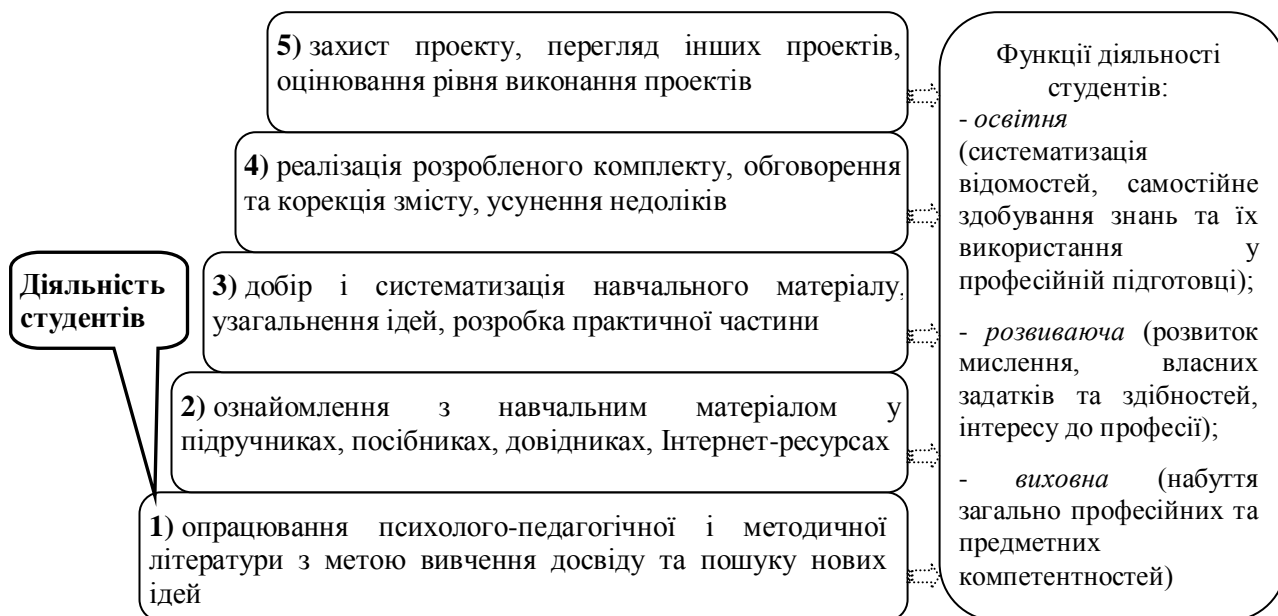 5) захист проекту, перегляд інших проектів,
оцінювання рівня виконання проектів
4) реалізація розробленого комплекту, обговорення
та корекція змісту, усунення недоліків
Діяльність
студентів
3) добір і систематизація навчального матеріалу,
узагальнення ідей, розробка практичної частини
2) ознайомлення з навчальним матеріалом у
підручниках, посібниках, довідниках, Інтернет-ресурсах
1) опрацювання психолого-педагогічної і методичної
літератури з метою вивчення досвіду та пошуку нових
ідей
Функції діяльності
студентів:
- освітня
(систематизація
відомостей, самостійне
здобування знань та їх
використання у
професійній підготовці);
- розвиваюча (розвиток
мислення, власних
задатків та здібностей,
інтересу до професії);
- виховна (набуття
загально професійних та
предметних
компетентностей)